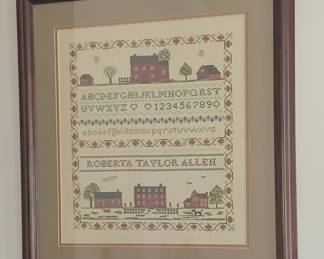 ABCDEFGHIJKLMNOPQRST
UVWXYZ 1234567890
abcdefghijklmnopqrstuvwxyz
ROBERTA TAYLOR ALLEN